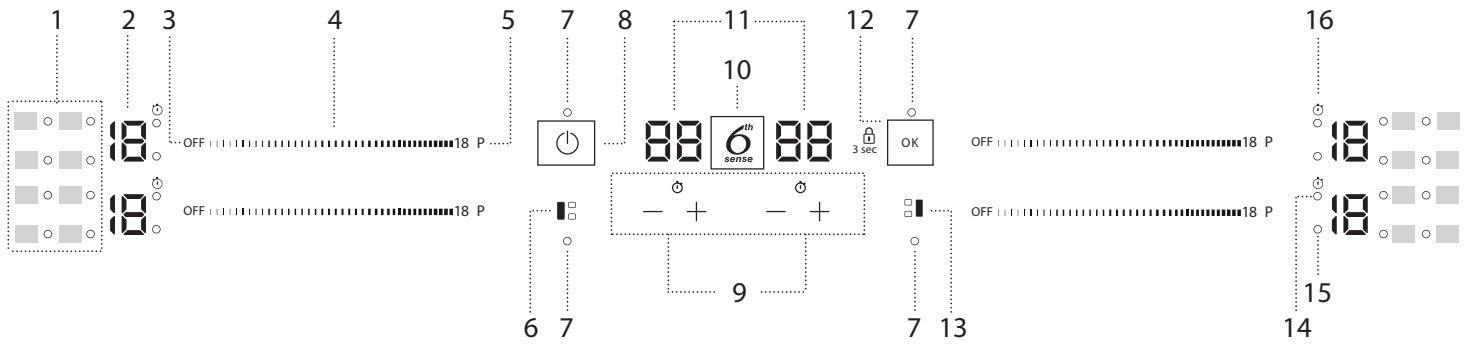 1 2 3 4 5 7 8 11 12 7 16
10
18 OFF 18 P 88 6th sense 88 3 sec OK OFF 18 P 18
18 OFF 18 P − + − + OFF 18 P 18
9
6 7 7 13 14 15